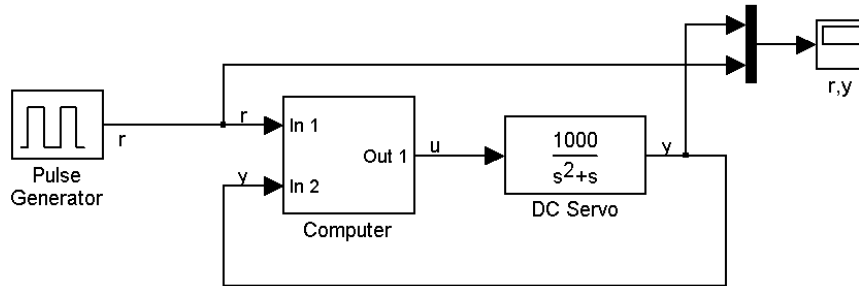 r,y
r
r
In 1
Out 1
u
1000
s²+s
y
y
In 2
Pulse
Generator
Computer
DC Servo